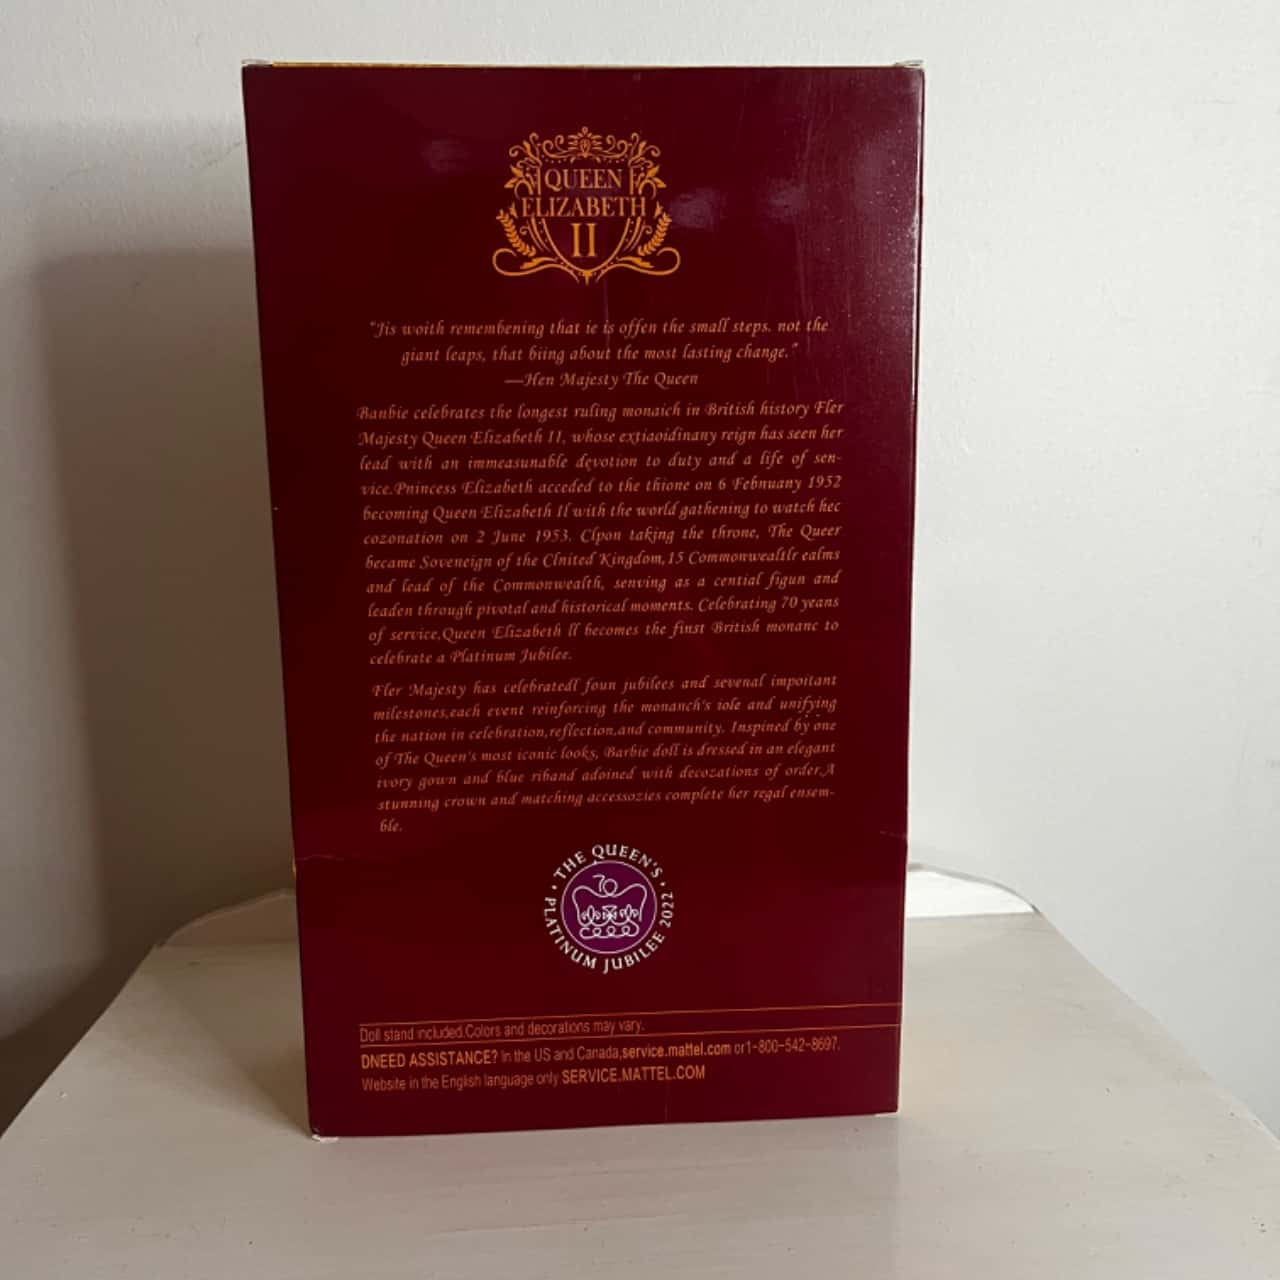 QUEEN
ELIZABETH
II
"Jis woith remembening that ie is offen the small steps. not the
giant leaps, that biing about the most lasting change."
—Hen Majesty The Queen
Banbie celebrates the longest ruling monaich in British history Fler
Majesty Queen Elizabeth II, whose extiaoidinany reign has seen her
lead with an immeasunable devotion to duty and a life of sen-
vice.Pnincess Elizabeth acceded to the thione on 6 Febnuany 1952
becoming Queen Elizabeth Il with the world gathening to watch hec
cozonation on 2 June 1953. Clpon taking the throne, The Queer
became Soveneign of the Clnited Kingdom,15 Commonwealtlr ealms
and lead of the Commonwealth, senving as a cential figun and
leaden through pivotal and historical moments. Celebrating 70 yeans
of service,Queen Elizabeth ll becomes the finst British monanc to
celebrate a Platinum Jubilee.
Fler Majesty has celebratedl foun jubilees and sevenal impoitant
milestones,each event reinforcing the monanch's iole and unifying
the nation in celebration,reflection,and community. Inspined by one
of The Queen's most iconic looks, Barbie doll is dressed in an elegant
ivory gown and blue riband adoined with decozations of order.A
stunning crown and matching accessozies complete her regal ensem-
ble.
THE QUEEN'S
70
PLATINUM JUBILEE 2022
Doll stand included.Colors and decorations may vary.
DNEED ASSISTANCE? In the US and Canada,service.mattel.com or1-800-542-8697.
Website in the English language only SERVICE.MATTEL.COM